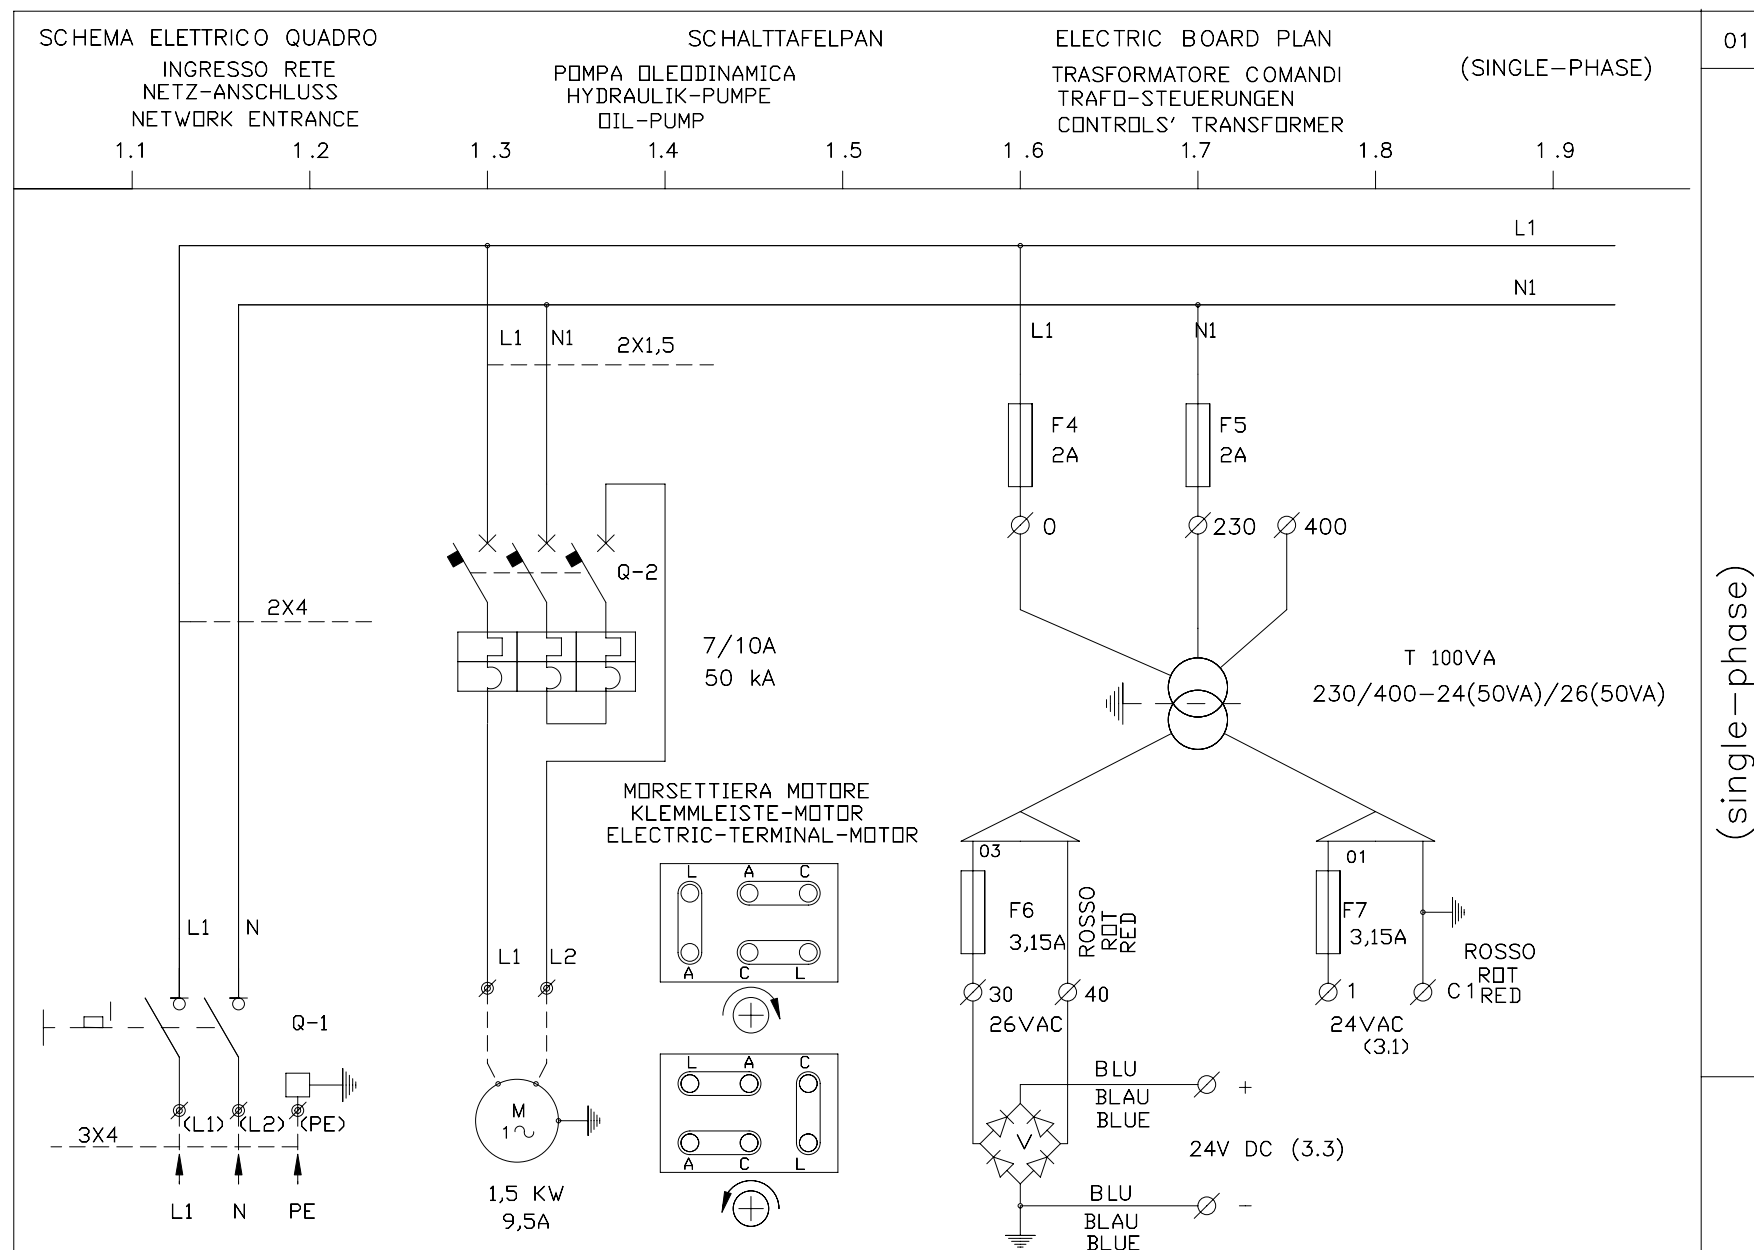 SCHEMA ELETTRICO QUADRO
SCHALTTAFELPAN
ELECTRIC BOARD PLAN
(SINGLE-PHASE)
01
INGRESSO RETE
NETZ-ANSCHLUSS
NETWORK ENTRANCE
POMPA OLEODINAMICA
HYDRAULIK-PUMPE
OIL-PUMP
TRASFORMATORE COMANDI
TRAFO-STEUERUNGEN
CONTROLS' TRANSFORMER
1.1
1.2
1.3
1.4
1.5
1.6
1.7
1.8
1.9
L1
N1
L1
N1
2X1,5
L1
N1
F4
2A
F5
2A
0
230
400
Q-2
2X4
7/10A
50 kA
T 100VA
230/400-24(50VA)/26(50VA)
(single-phase)
MORSETTIERA MOTORE
KLEMMLEISTE-MOTOR
ELECTRIC-TERMINAL-MOTOR
L A C
A C L
03
F6
3,15A
ROSSO
ROT
RED
01
F7
3,15A
ROSSO
ROT
RED
L1
N
L1
L2
30
40
26VAC
1
C1
24VAC
(3.1)
Q-1
L A C
A C L
M
1
BLU
BLAU
BLUE
+
V
24V DC (3.3)
BLU
BLAU
BLUE
-
(L1)
(L2)
(PE)
3X4
L1
N
PE
1,5 KW
9,5A